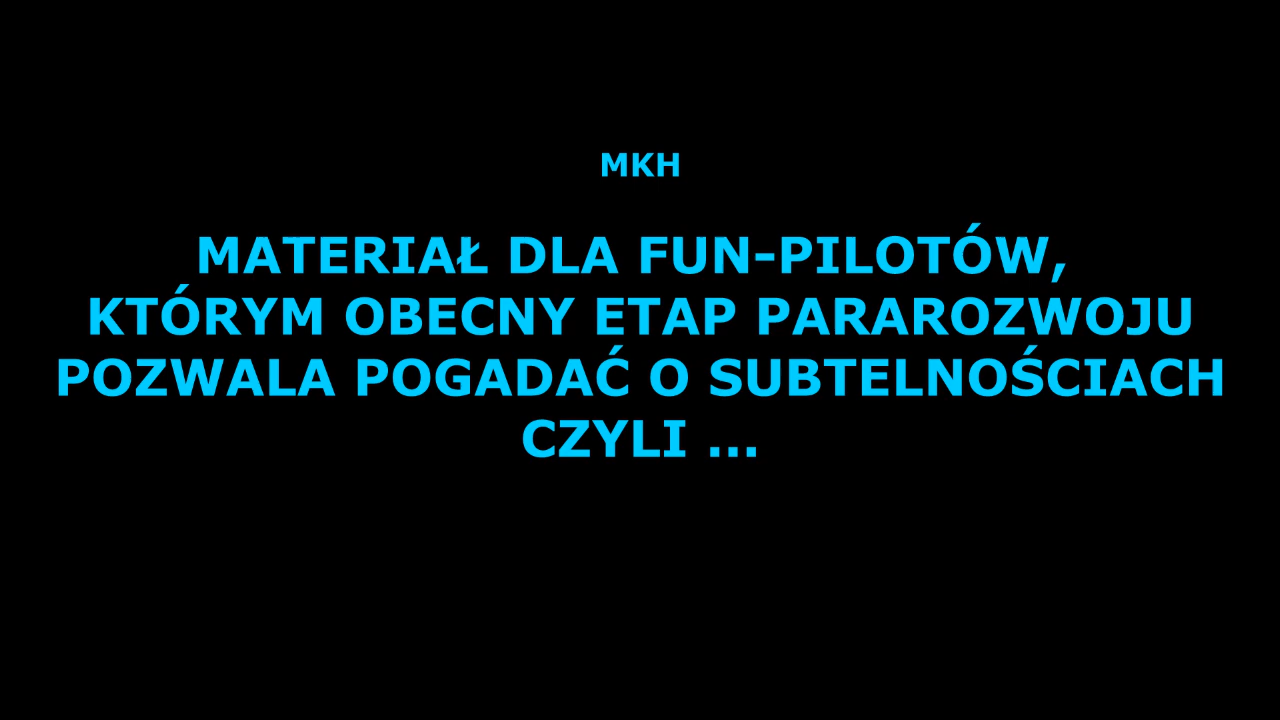 MKH
MATERIAŁ DLA FUN-PILOTÓW,
KTÓRYM OBECNY ETAP PARAROZWOJU
POZWALA POGADAĆ O SUBTELNOŚCIACH
CZYLI ...